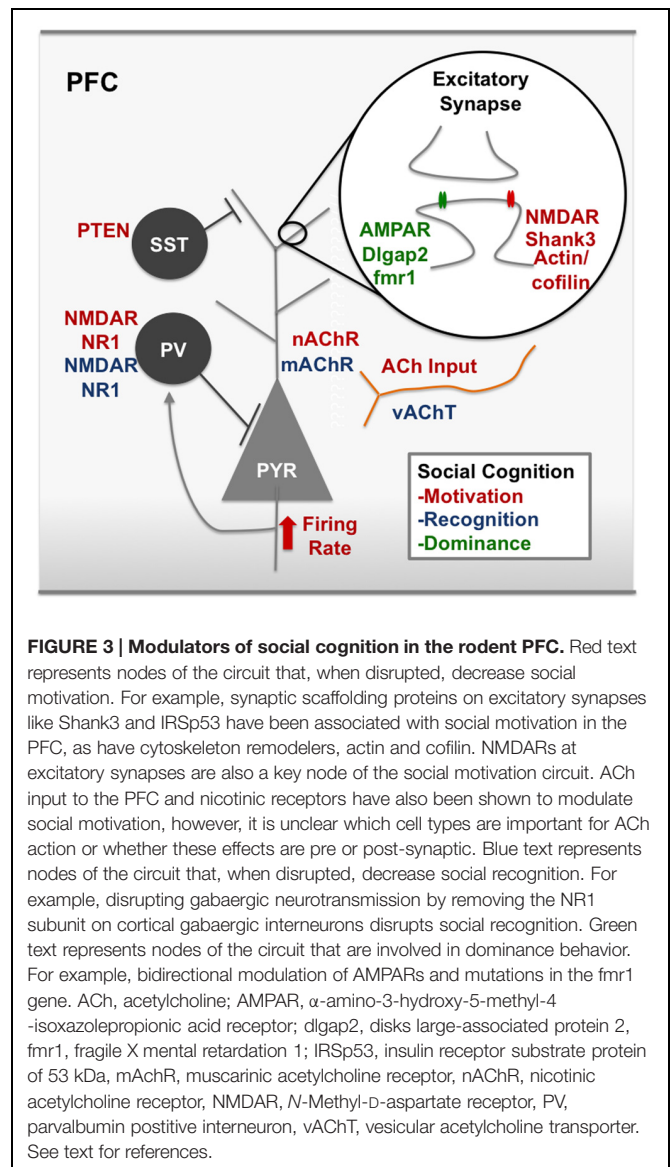 PFC
Excitatory
Synapse
PTEN
SST
AMPAR
Dlgap2
fmr1
NMDAR
Shank3
Actin/
cofilin
NMDAR
NR1
NMDAR
NR1
PV
nAChR
mAChR
ACh Input
vAChT
PYR
Firing
Rate
Social Cognition
-Motivation
-Recognition
-Dominance
FIGURE 3 | Modulators of social cognition in the rodent PFC. Red text
represents nodes of the circuit that, when disrupted, decrease social
motivation. For example, synaptic scaffolding proteins on excitatory synapses
like Shank3 and IRSp53 have been associated with social motivation in the
PFC, as have cytoskeleton remodelers, actin and cofilin. NMDARs at
excitatory synapses are also a key node of the social motivation circuit. ACh
input to the PFC and nicotinic receptors have also been shown to modulate
social motivation, however, it is unclear which cell types are important for ACh
action or whether these effects are pre or post-synaptic. Blue text represents
nodes of the circuit that, when disrupted, decrease social recognition. For
example, disrupting gabaergic neurotransmission by removing the NR1
subunit on cortical gabaergic interneurons disrupts social recognition. Green
text represents nodes of the circuit that are involved in dominance behavior.
For example, bidirectional modulation of AMPARs and mutations in the fmr1
gene. ACh, acetylcholine; AMPAR, α-amino-3-hydroxy-5-methyl-4
-isoxazolepropionic acid receptor; dlgap2, disks large-associated protein 2,
fmr1, fragile X mental retardation 1; IRSp53, insulin receptor substrate protein
of 53 kDa, mAchR, muscarinic acetylcholine receptor, nAChR, nicotinic
acetylcholine receptor, NMDAR, N-Methyl-D-aspartate receptor, PV,
parvalbumin postitive interneuron, vAChT, vesicular acetylcholine transporter.
See text for references.